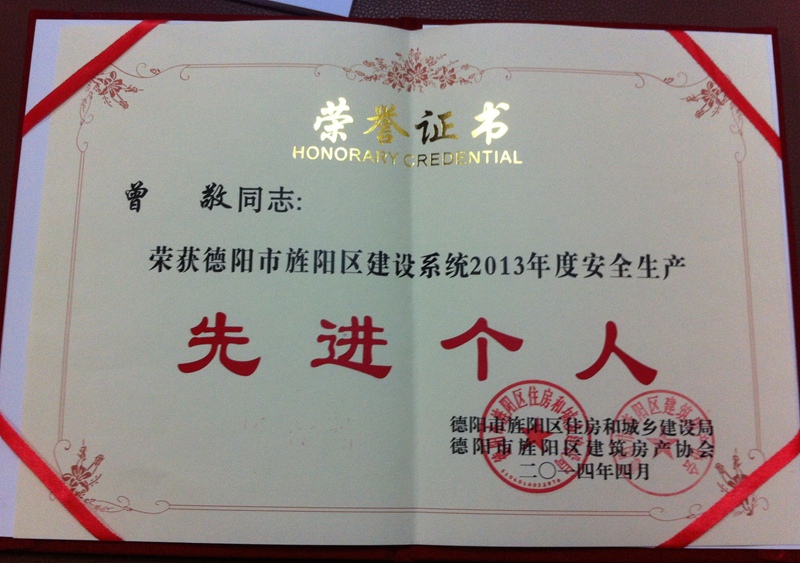 荣誉证书
HONORARY CREDENTIAL
曾 敬同志:
荣获德阳市旌阳区建设系统2013年度安全生产
先进个人
德阳市旌阳区住房和城乡建设局
德阳市旌阳区建筑房产协会
二〇一四年四月